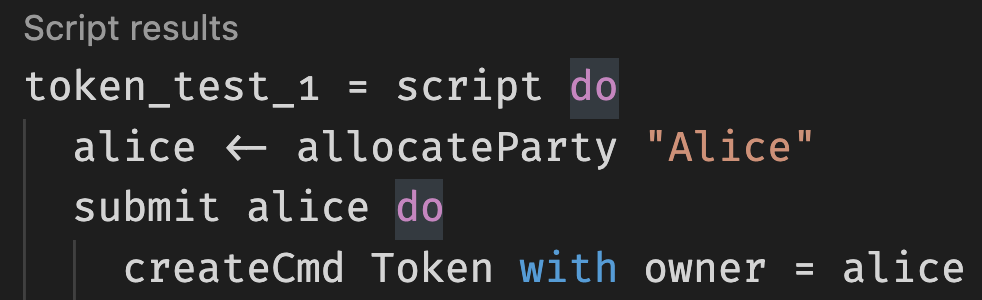 Script results
token_test_1 = script do
alice <- allocateParty "Alice"
submit alice do
createCmd Token with owner = alice